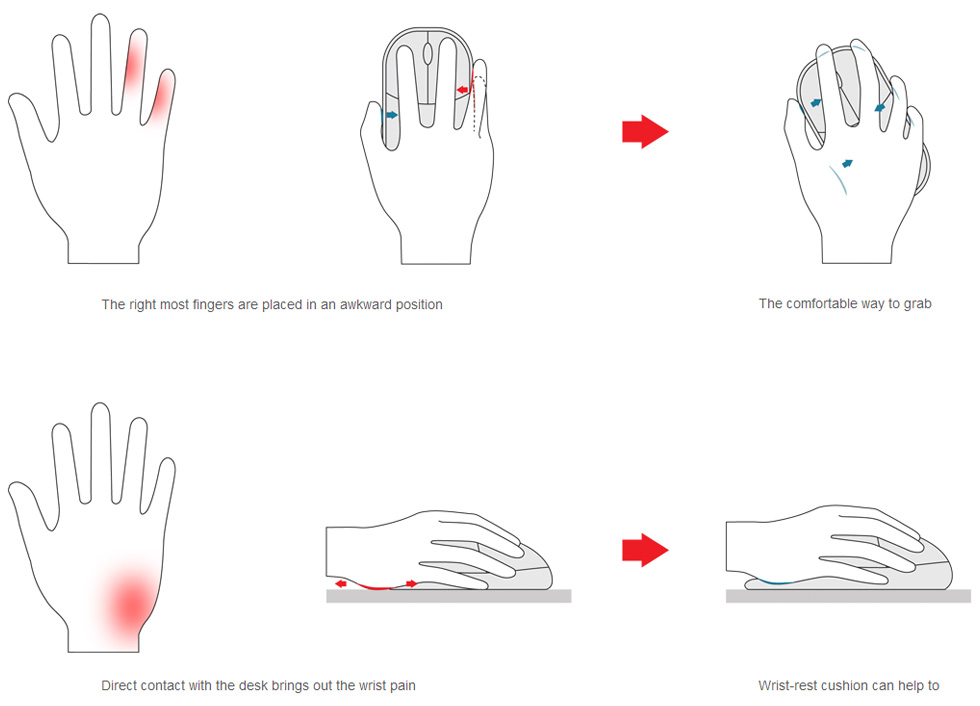 The right most fingers are placed in an awkward position
The comfortable way to grab
Direct contact with the desk brings out the wrist pain
Wrist-rest cushion can help to